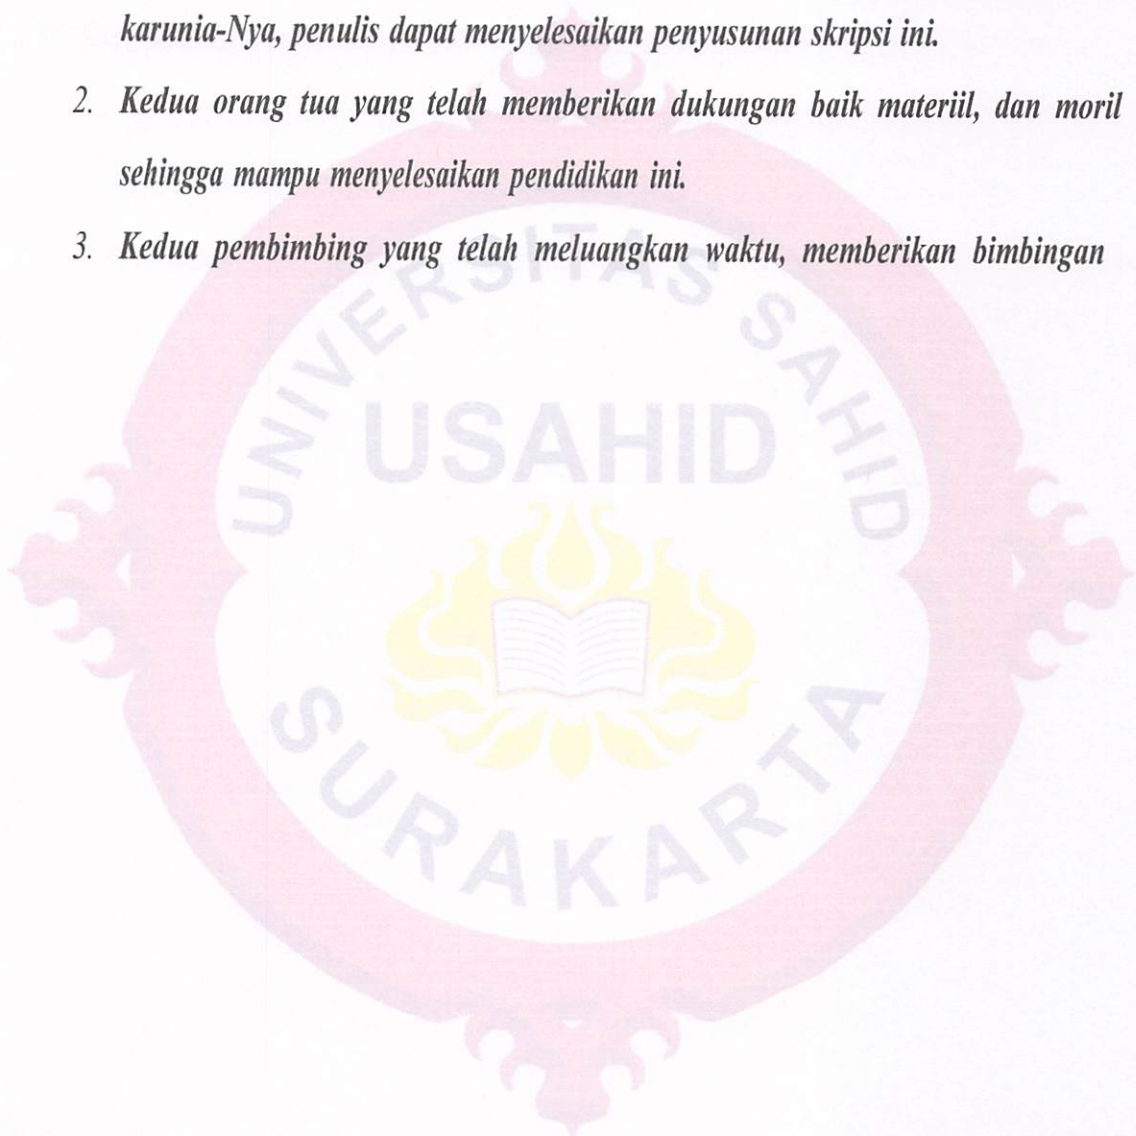 karunia-Nya, penulis dapat menyelesaikan penyusunan skripsi ini.
2. Kedua orang tua yang telah memberikan dukungan baik materiil, dan moril
sehingga mampu menyelesaikan pendidikan ini.
3. Kedua pembimbing yang telah meluangkan waktu, memberikan bimbingan
UNIVERSITAS SAHID
USAHID
SURAKARTA